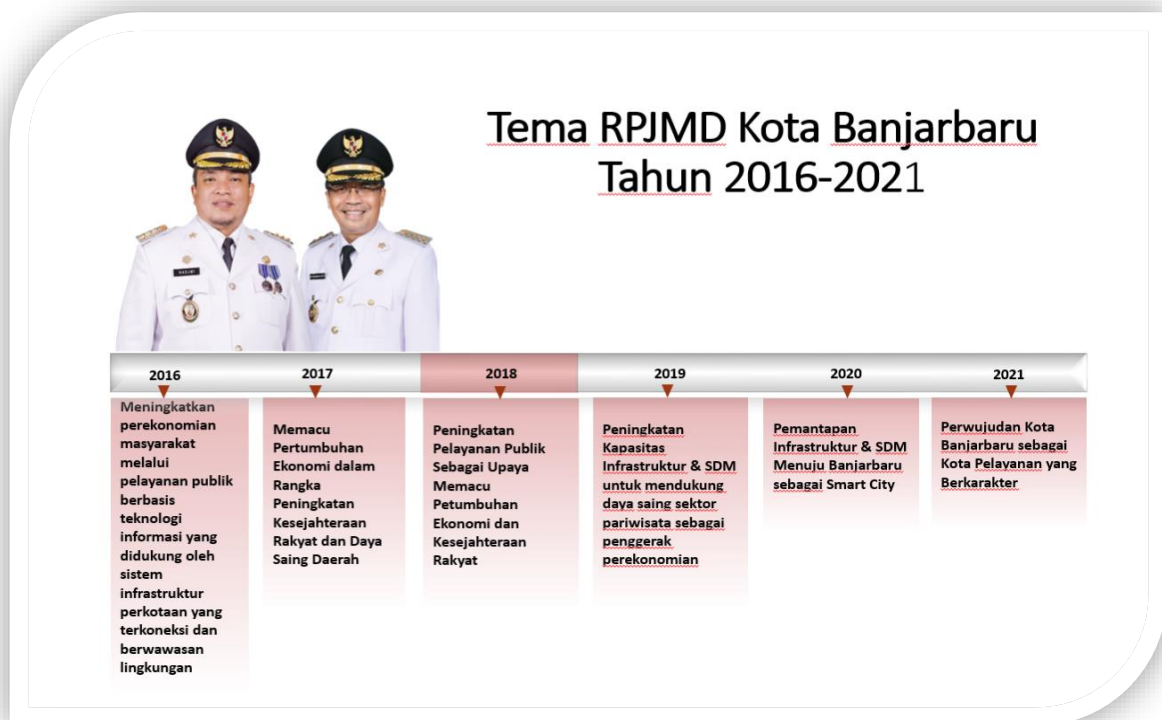 Tema RPJMD Kota Banjarbaru
Tahun 2016-2021
2016
2017
2018
2019
2020
2021
Meningkatkan
perekonomian
masyarakat
melalui
pelayanan publik
berbasis
teknologi
informasi yang
didukung oleh
sistem
infrastruktur
perkotaan yang
terkoneksi dan
berwawasan
lingkungan
Memacu
Pertumbuhan
Ekonomi dalam
Rangka
Peningkatan
Kesejahteraan
Rakyat dan Daya
Saing Daerah
Peningkatan
Pelayanan Publik
Sebagai Upaya
Memacu
Petumbuhan
Ekonomi dan
Kesejahteraan
Rakyat
Peningkatan
Kapasitas
Infrastruktur & SDM
untuk mendukung
daya saing sektor
pariwisata sebagai
penggerak
perekonomian
Pemantapan
Infrastruktur & SDM
Menuju Banjarbaru
sebagai Smart City
Perwujudan Kota
Banjarbaru sebagai
Kota Pelayanan yang
Berkarakter